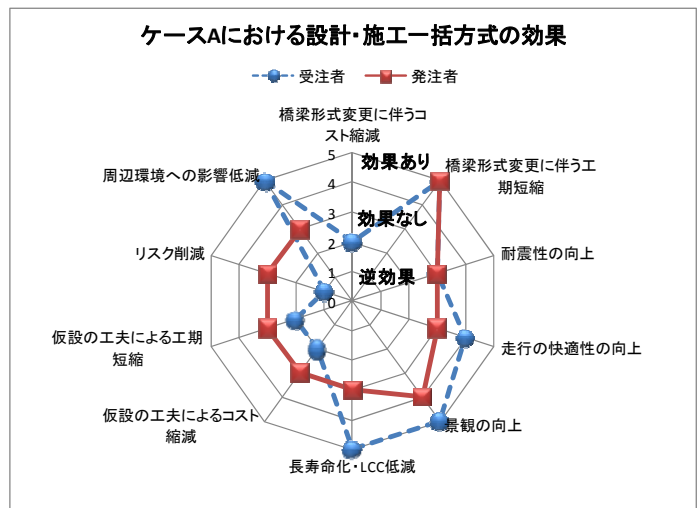 ケースAにおける設計・施工一括方式の効果
受注者 発注者
橋梁形式変更に伴うコ
スト縮減
橋梁形式変更に伴う工
期短縮
耐震性の向上
走行の快適性の向上
景観の向上
長寿命化・LCC低減
仮設の工夫によるコスト
縮減
仮設の工夫による工期
短縮
リスク削減
周辺環境への影響低減
5
4
3
2
1
0
効果あり
効果なし
逆効果